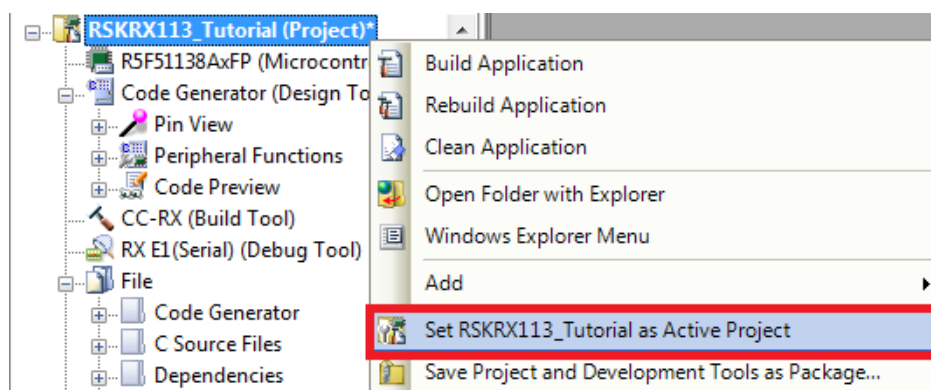 RSKRX113_Tutorial (Project)*
R5F51138AxFP (Microcontr
Code Generator (Design To
Pin View
Peripheral Functions
Code Preview
CC-RX (Build Tool)
RX E1(Serial) (Debug Tool)
File
Code Generator
C Source Files
Dependencies
Build Application
Rebuild Application
Clean Application
Open Folder with Explorer
Windows Explorer Menu
Add
Set RSKRX113_Tutorial as Active Project
Save Project and Development Tools as Package...